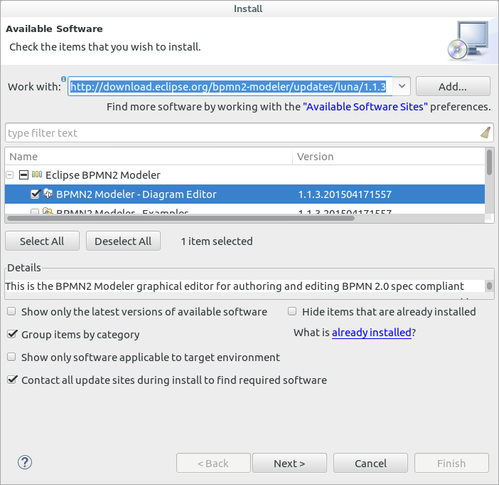 Install
Available Software
Check the items that you wish to install.
Work with: http://download.eclipse.org/bpmn2-modeler/updates/luna/1.1.3 Add...
Find more software by working with the "Available Software Sites" preferences.
type filter text
Name Version
Eclipse BPMN2 Modeler
BPMN2 Modeler - Diagram Editor 1.1.3.201504171557
BPMN2 Modeler - Examples 1.1.3.201504171557
Select All Deselect All 1 item selected
Details
This is the BPMN2 Modeler graphical editor for authoring and editing BPMN 2.0 spec compliant
Show only the latest versions of available software Hide items that are already installed
Group items by category What is already installed?
Show only software applicable to target environment
Contact all update sites during install to find required software
? < Back Next > Cancel Finish